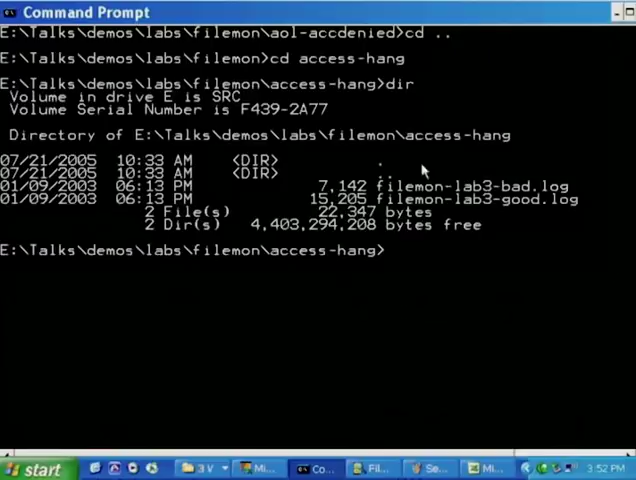 Command Prompt
E:\Talks\demos\labs\filemon\aol-accdenied>cd ..
E:\Talks\demos\labs\filemon>cd access-hang
E:\Talks\demos\labs\filemon\access-hang>dir
Volume in drive E is SRC
Volume Serial Number is F439-2A77
Directory of E:\Talks\demos\labs\filemon\access-hang
07/21/2005 10:33 AM <DIR> .
07/21/2005 10:33 AM <DIR> ..
01/09/2003 06:13 PM 7,142 filemon-lab3-bad.log
01/09/2003 06:13 PM 15,205 filemon-lab3-good.log
2 File(s) 22,347 bytes
2 Dir(s) 4,403,294,208 bytes free
E:\Talks\demos\labs\filemon\access-hang>
start 3 V Mi... Co... Fil... Se... Mi... 3:52 PM